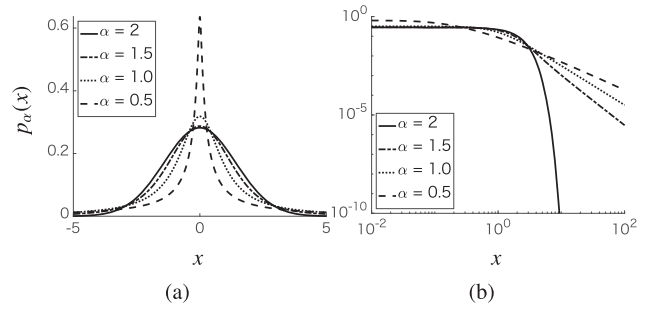 0.6
0.4
0.2
0
-5
0
5
pα(x)
x
α = 2
α = 1.5
α = 1.0
α = 0.5
(a)
10^0
10^-5
10^-10
10^-2
10^0
10^2
x
α = 2
α = 1.5
α = 1.0
α = 0.5
(b)